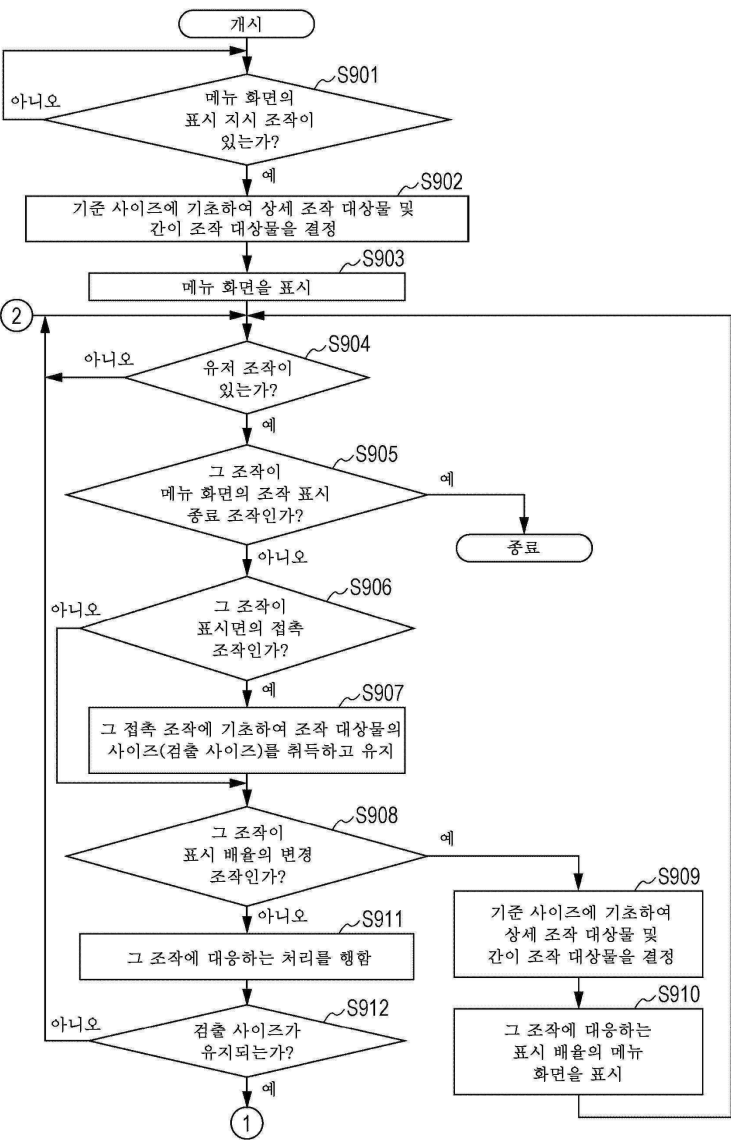 개시
S901
아니오
메뉴 화면의
표시 지시 조작이
있는가?
예
S902
기준 사이즈에 기초하여 상세 조작 대상물 및
간이 조작 대상물을 결정
S903
메뉴 화면을 표시
2
S904
아니오
유저 조작이
있는가?
예
S905
그 조작이
메뉴 화면의 조작 표시
종료 조작인가?
예
종료
아니오
S906
아니오
그 조작이
표시면의 접촉
조작인가?
예
S907
그 접촉 조작에 기초하여 조작 대상물의
사이즈(검출 사이즈)를 취득하고 유지
S908
그 조작이
표시 배율의 변경
조작인가?
예
S909
기준 사이즈에 기초하여
상세 조작 대상물 및
간이 조작 대상물을 결정
S910
그 조작에 대응하는
표시 배율의 메뉴
화면을 표시
아니오
S911
그 조작에 대응하는 처리를 행함
S912
아니오
검출 사이즈가
유지되는가?
예
1